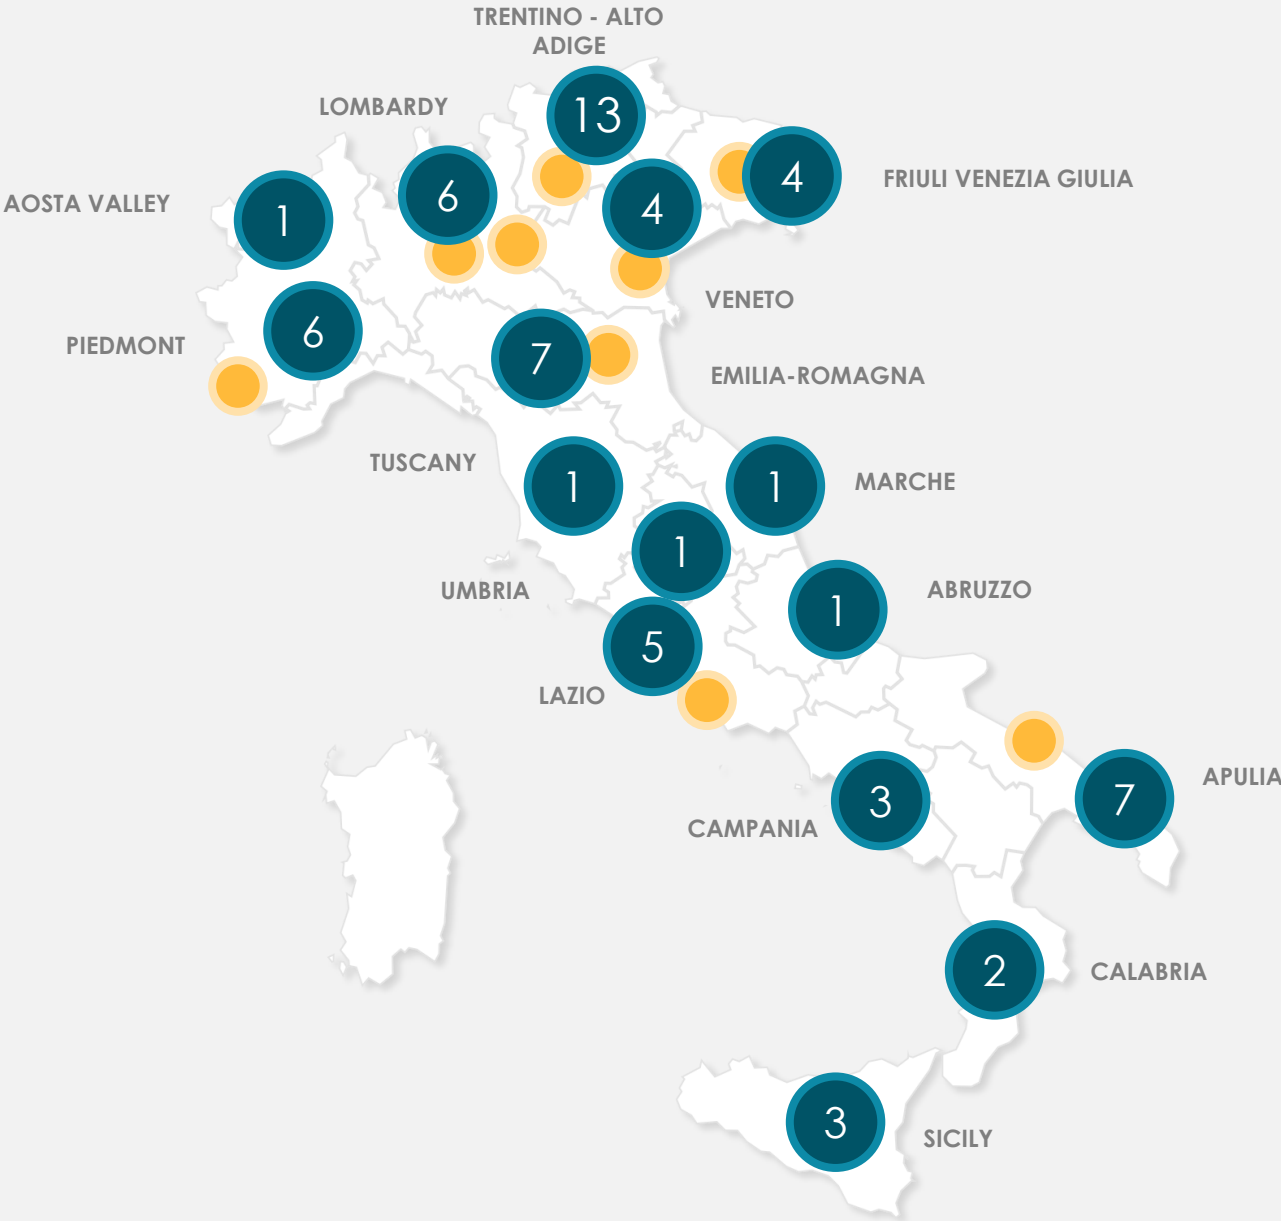 TRENTINO - ALTO
ADIGE
13
LOMBARDY
6
4
4
FRIULI VENEZIA GIULIA
AOSTA VALLEY
1
VENETO
PIEDMONT
6
7
EMILIA-ROMAGNA
TUSCANY
1
1
MARCHE
1
UMBRIA
1
ABRUZZO
5
LAZIO
7
APULIA
3
CAMPANIA
2
CALABRIA
3
SICILY